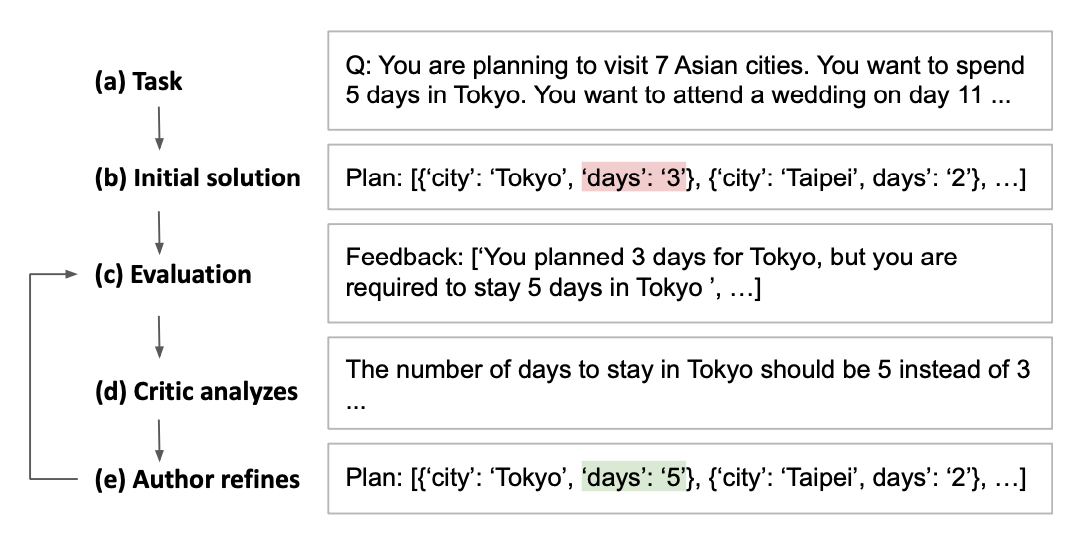 (a) Task
Q: You are planning to visit 7 Asian cities. You want to spend
5 days in Tokyo. You want to attend a wedding on day 11 ...
(b) Initial solution
Plan: [{‘city’: ‘Tokyo’, ‘days’: ‘3’}, {‘city’: ‘Taipei’, days’: ‘2’}, …]
(c) Evaluation
Feedback: [‘You planned 3 days for Tokyo, but you are
required to stay 5 days in Tokyo ’, …]
(d) Critic analyzes
The number of days to stay in Tokyo should be 5 instead of 3
...
(e) Author refines
Plan: [{‘city’: ‘Tokyo’, ‘days’: ‘5’}, {‘city’: ‘Taipei’, days’: ‘2’}, …]